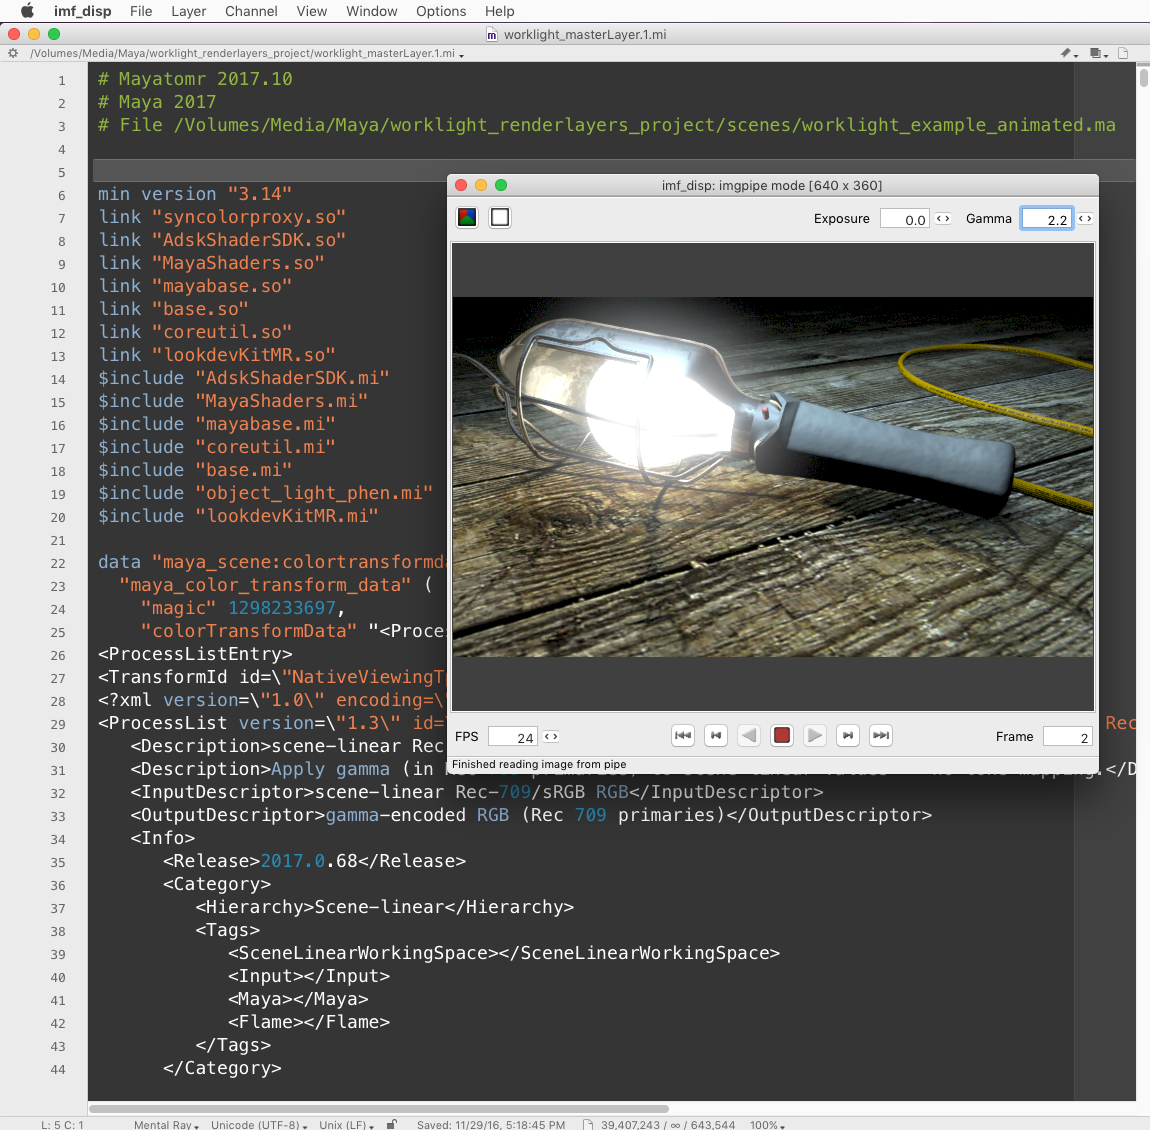 imf_disp File Layer Channel View Window Options Help
worklight_masterLayer.1.mi
/Volumes/Media/Maya/worklight_renderlayers_project/worklight_masterLayer.1.mi
1 # Mayatomr 2017.10
2 # Maya 2017
3 # File /Volumes/Media/Maya/worklight_renderlayers_project/scenes/worklight_example_animated.ma
4
5
6 min version "3.14"
7 link "syncolorproxy.so"
8 link "AdskShaderSDK.so"
9 link "MayaShaders.so"
10 link "mayabase.so"
11 link "base.so"
12 link "coreutil.so"
13 link "lookdevKitMR.so"
14 $include "AdskShaderSDK.mi"
15 $include "MayaShaders.mi"
16 $include "mayabase.mi"
17 $include "coreutil.mi"
18 $include "base.mi"
19 $include "object_light_phen.mi"
20 $include "lookdevKitMR.mi"
21
22 data "maya_scene:colortransformd
23 "maya_color_transform_data" (
24 "magic" 1298233697,
25 "colorTransformData" "<Proce
26 <ProcessListEntry>
27 <TransformId id=\"NativeViewingT
28 <?xml version=\"1.0\" encoding=\
29 <ProcessList version=\"1.3\" id= Rec
30 <Description>scene-linear Rec
31 <Description>Apply gamma (in
32 <InputDescriptor>scene-linear Rec-709/sRGB RGB</InputDescriptor>
33 <OutputDescriptor>gamma-encoded RGB (Rec 709 primaries)</OutputDescriptor>
34 <Info>
35 <Release>2017.0.68</Release>
36 <Category>
37 <Hierarchy>Scene-linear</Hierarchy>
38 <Tags>
39 <SceneLinearWorkingSpace></SceneLinearWorkingSpace>
40 <Input></Input>
41 <Maya></Maya>
42 <Flame></Flame>
43 </Tags>
44 </Category>
imf_disp: imgpipe mode [640 x 360]
Exposure 0.0 Gamma 2.2
FPS 24 Frame 2
Finished reading image from pipe
L: 5 C: 1 Mental Ray Unicode (UTF-8) Unix (LF) Saved: 11/29/16, 5:18:45 PM 39,407,243 / ∞ / 643,544 100%